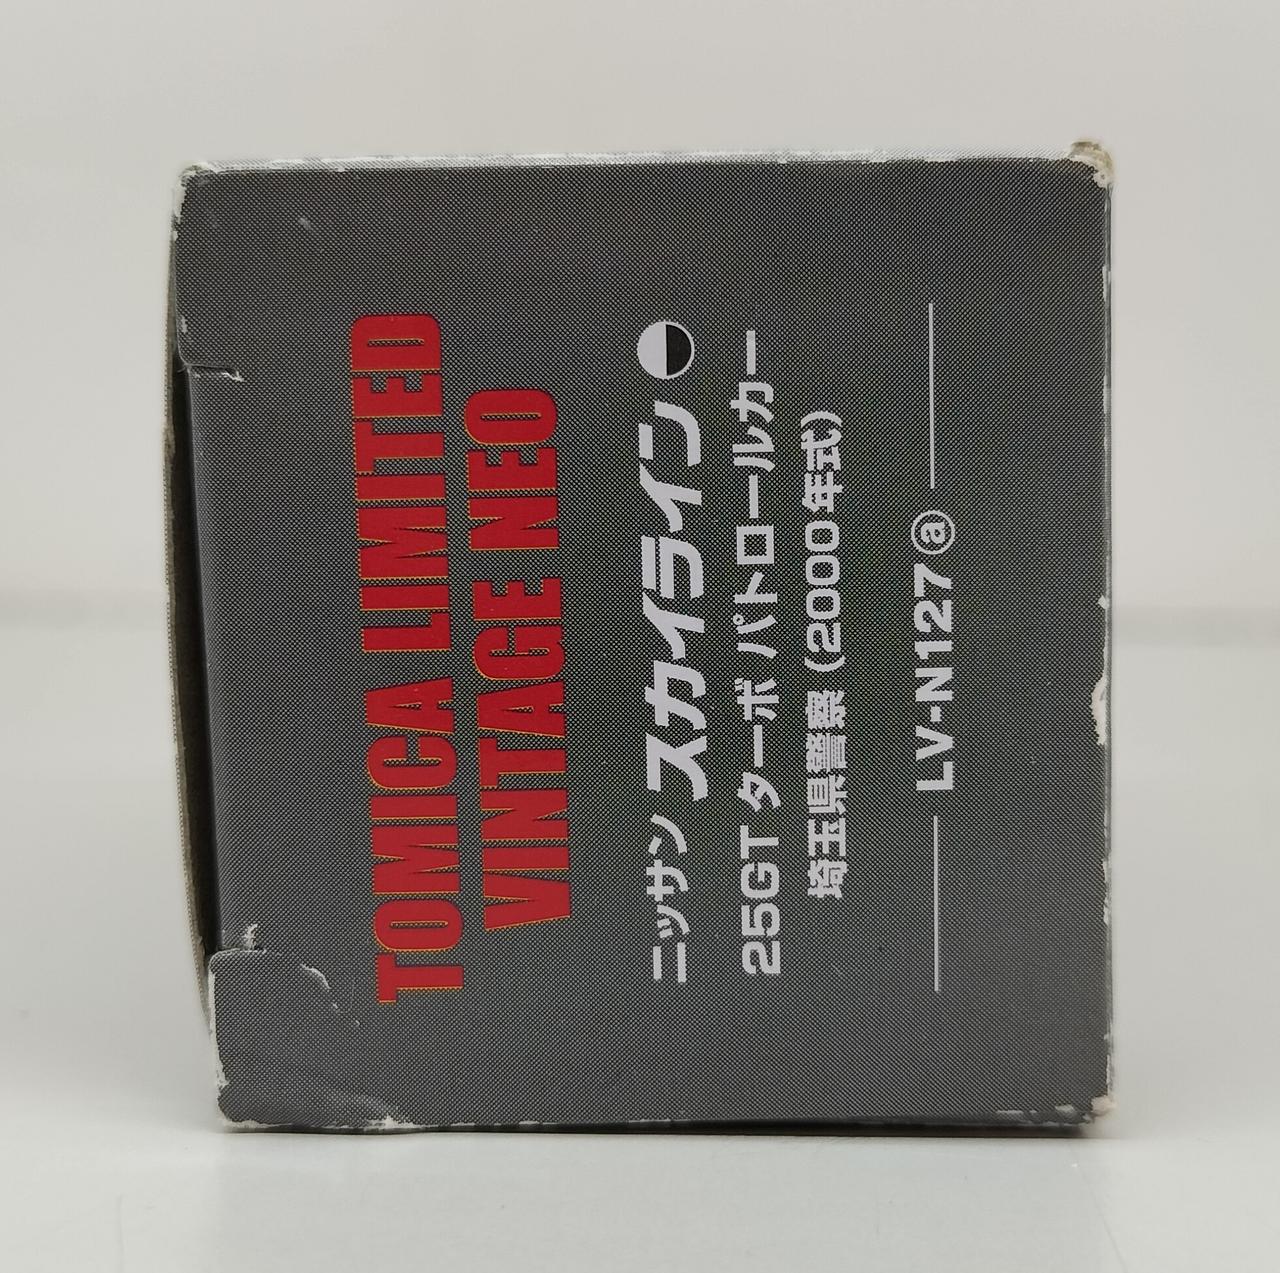 TOMICA LIMITED
VINTAGE NEO
ニッサン スカイライン
25GT ターボ パトロールカー
埼玉県警察 (2000年式)
LV-N127ⓐ